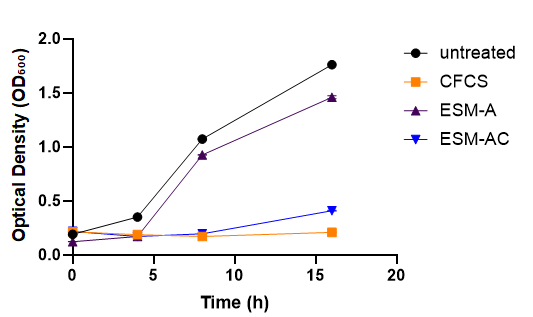 2.0
1.5
1.0
0.5
0.0
Optical Density (OD₆₀₀)
0
5
10
15
20
Time (h)
untreated
CFCS
ESM-A
ESM-AC